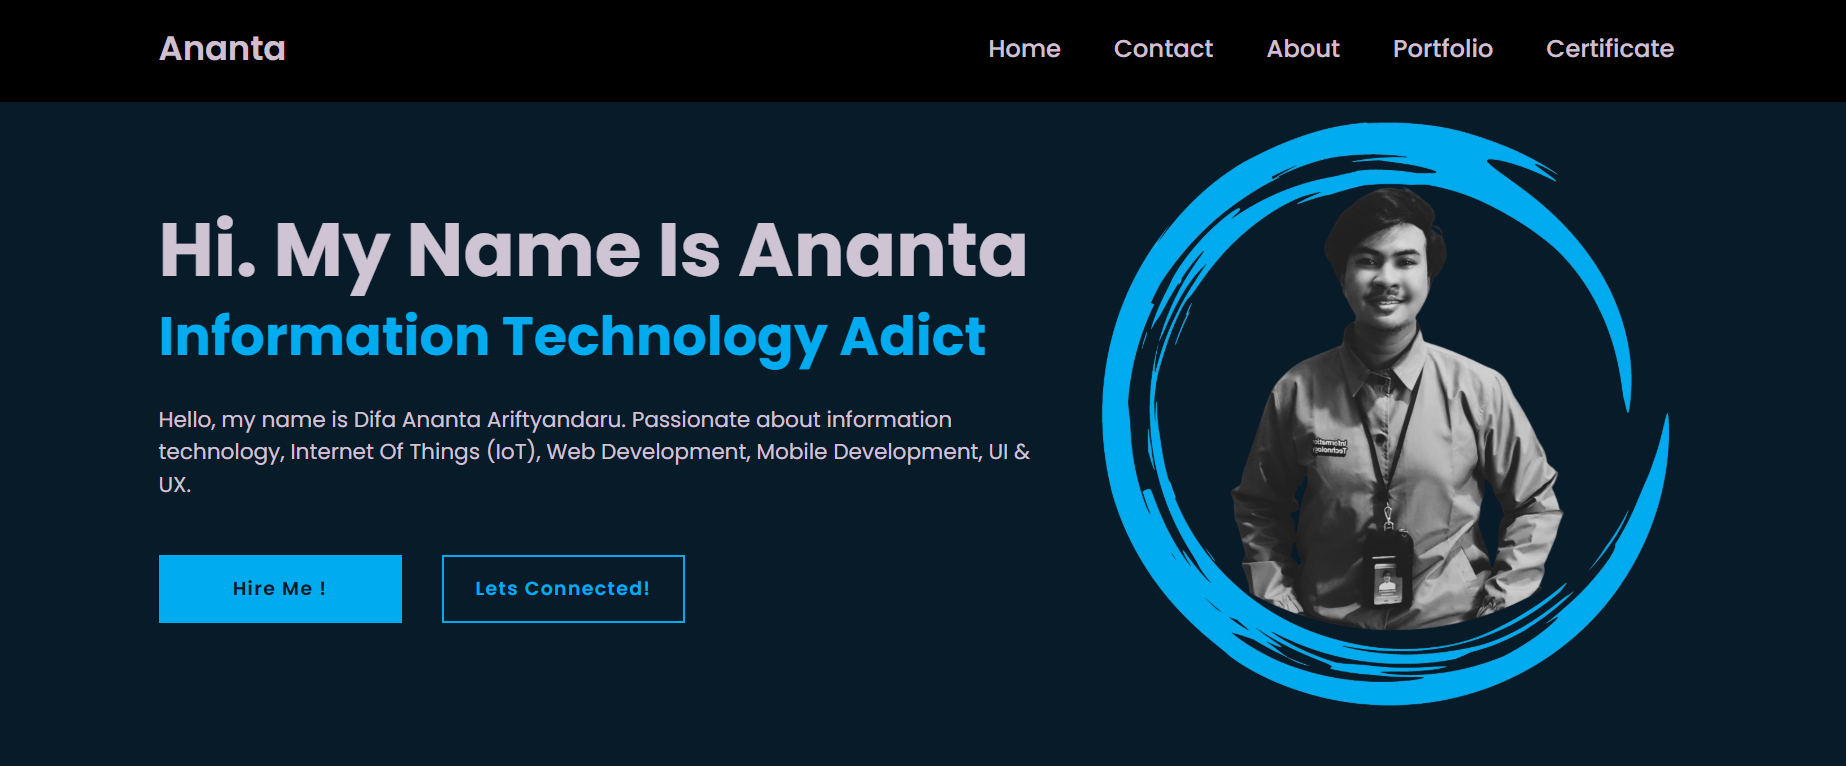 Ananta
Home Contact About Portfolio Certificate
Hi. My Name Is Ananta
Information Technology Adict
Hello, my name is Difa Ananta Ariftyandaru. Passionate about information
technology, Internet Of Things (IoT), Web Development, Mobile Development, UI &
UX.
Hire Me !
Lets Connected!
Information
Technology